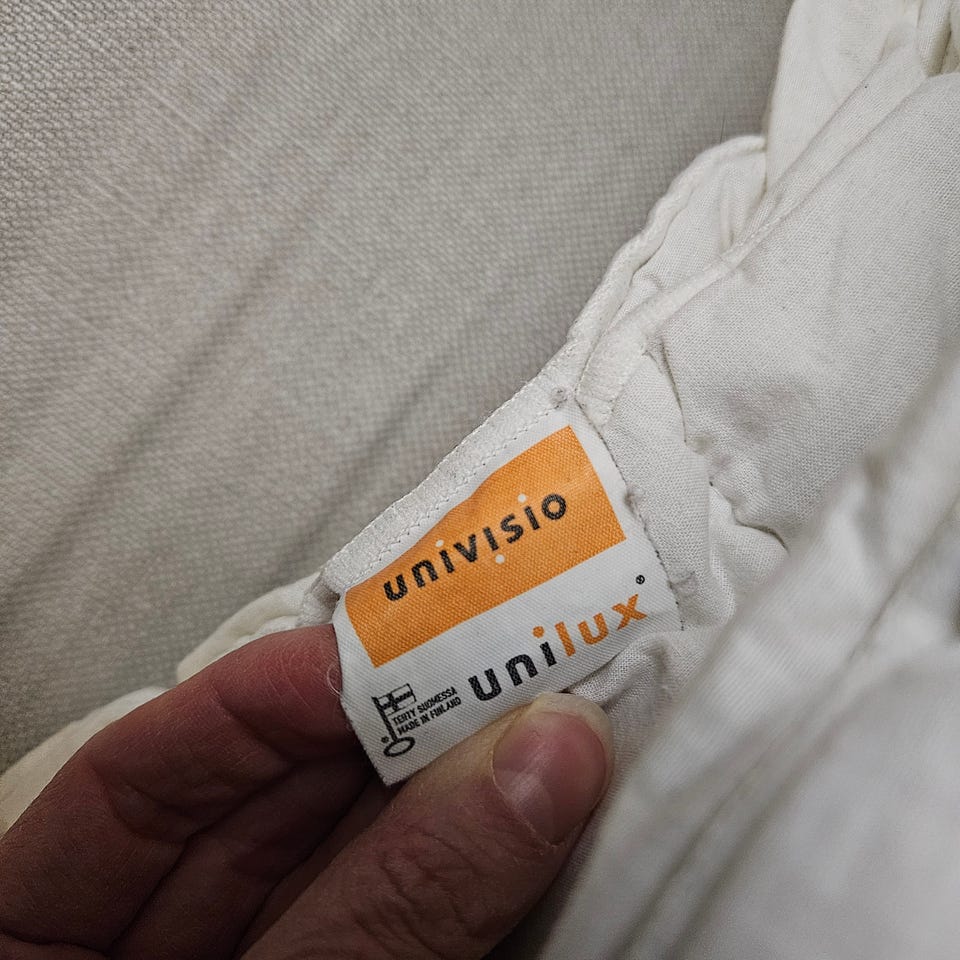 univisio
unilux®
TEHTY SUOMESSA
MADE IN FINLAND